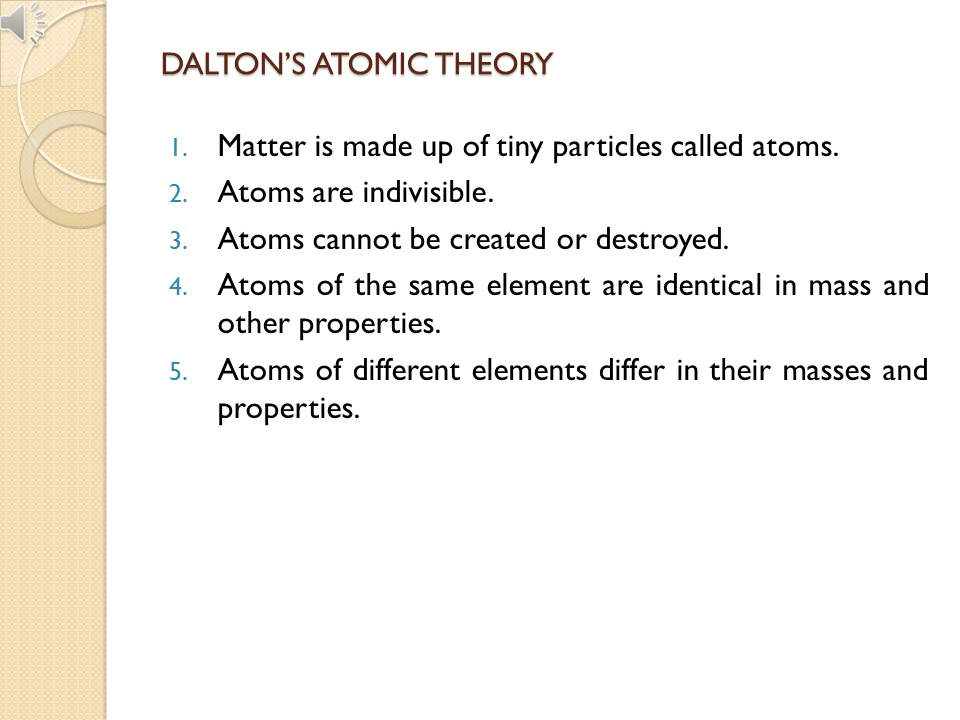 DALTON’S ATOMIC THEORY
1. Matter is made up of tiny particles called atoms.
2. Atoms are indivisible.
3. Atoms cannot be created or destroyed.
4. Atoms of the same element are identical in mass and
other properties.
5. Atoms of different elements differ in their masses and
properties.